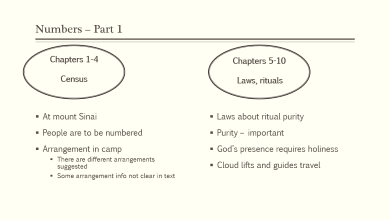 Numbers – Part 1
Chapters 1-4
Census
▪ At mount Sinai
▪ People are to be numbered
▪ Arrangement in camp
▪ There are different arrangements
suggested
▪ Some arrangement info not clear in text
Chapters 5-10
Laws, rituals
▪ Laws about ritual purity
▪ Purity – important
▪ God's presence requires holiness
▪ Cloud lifts and guides travel